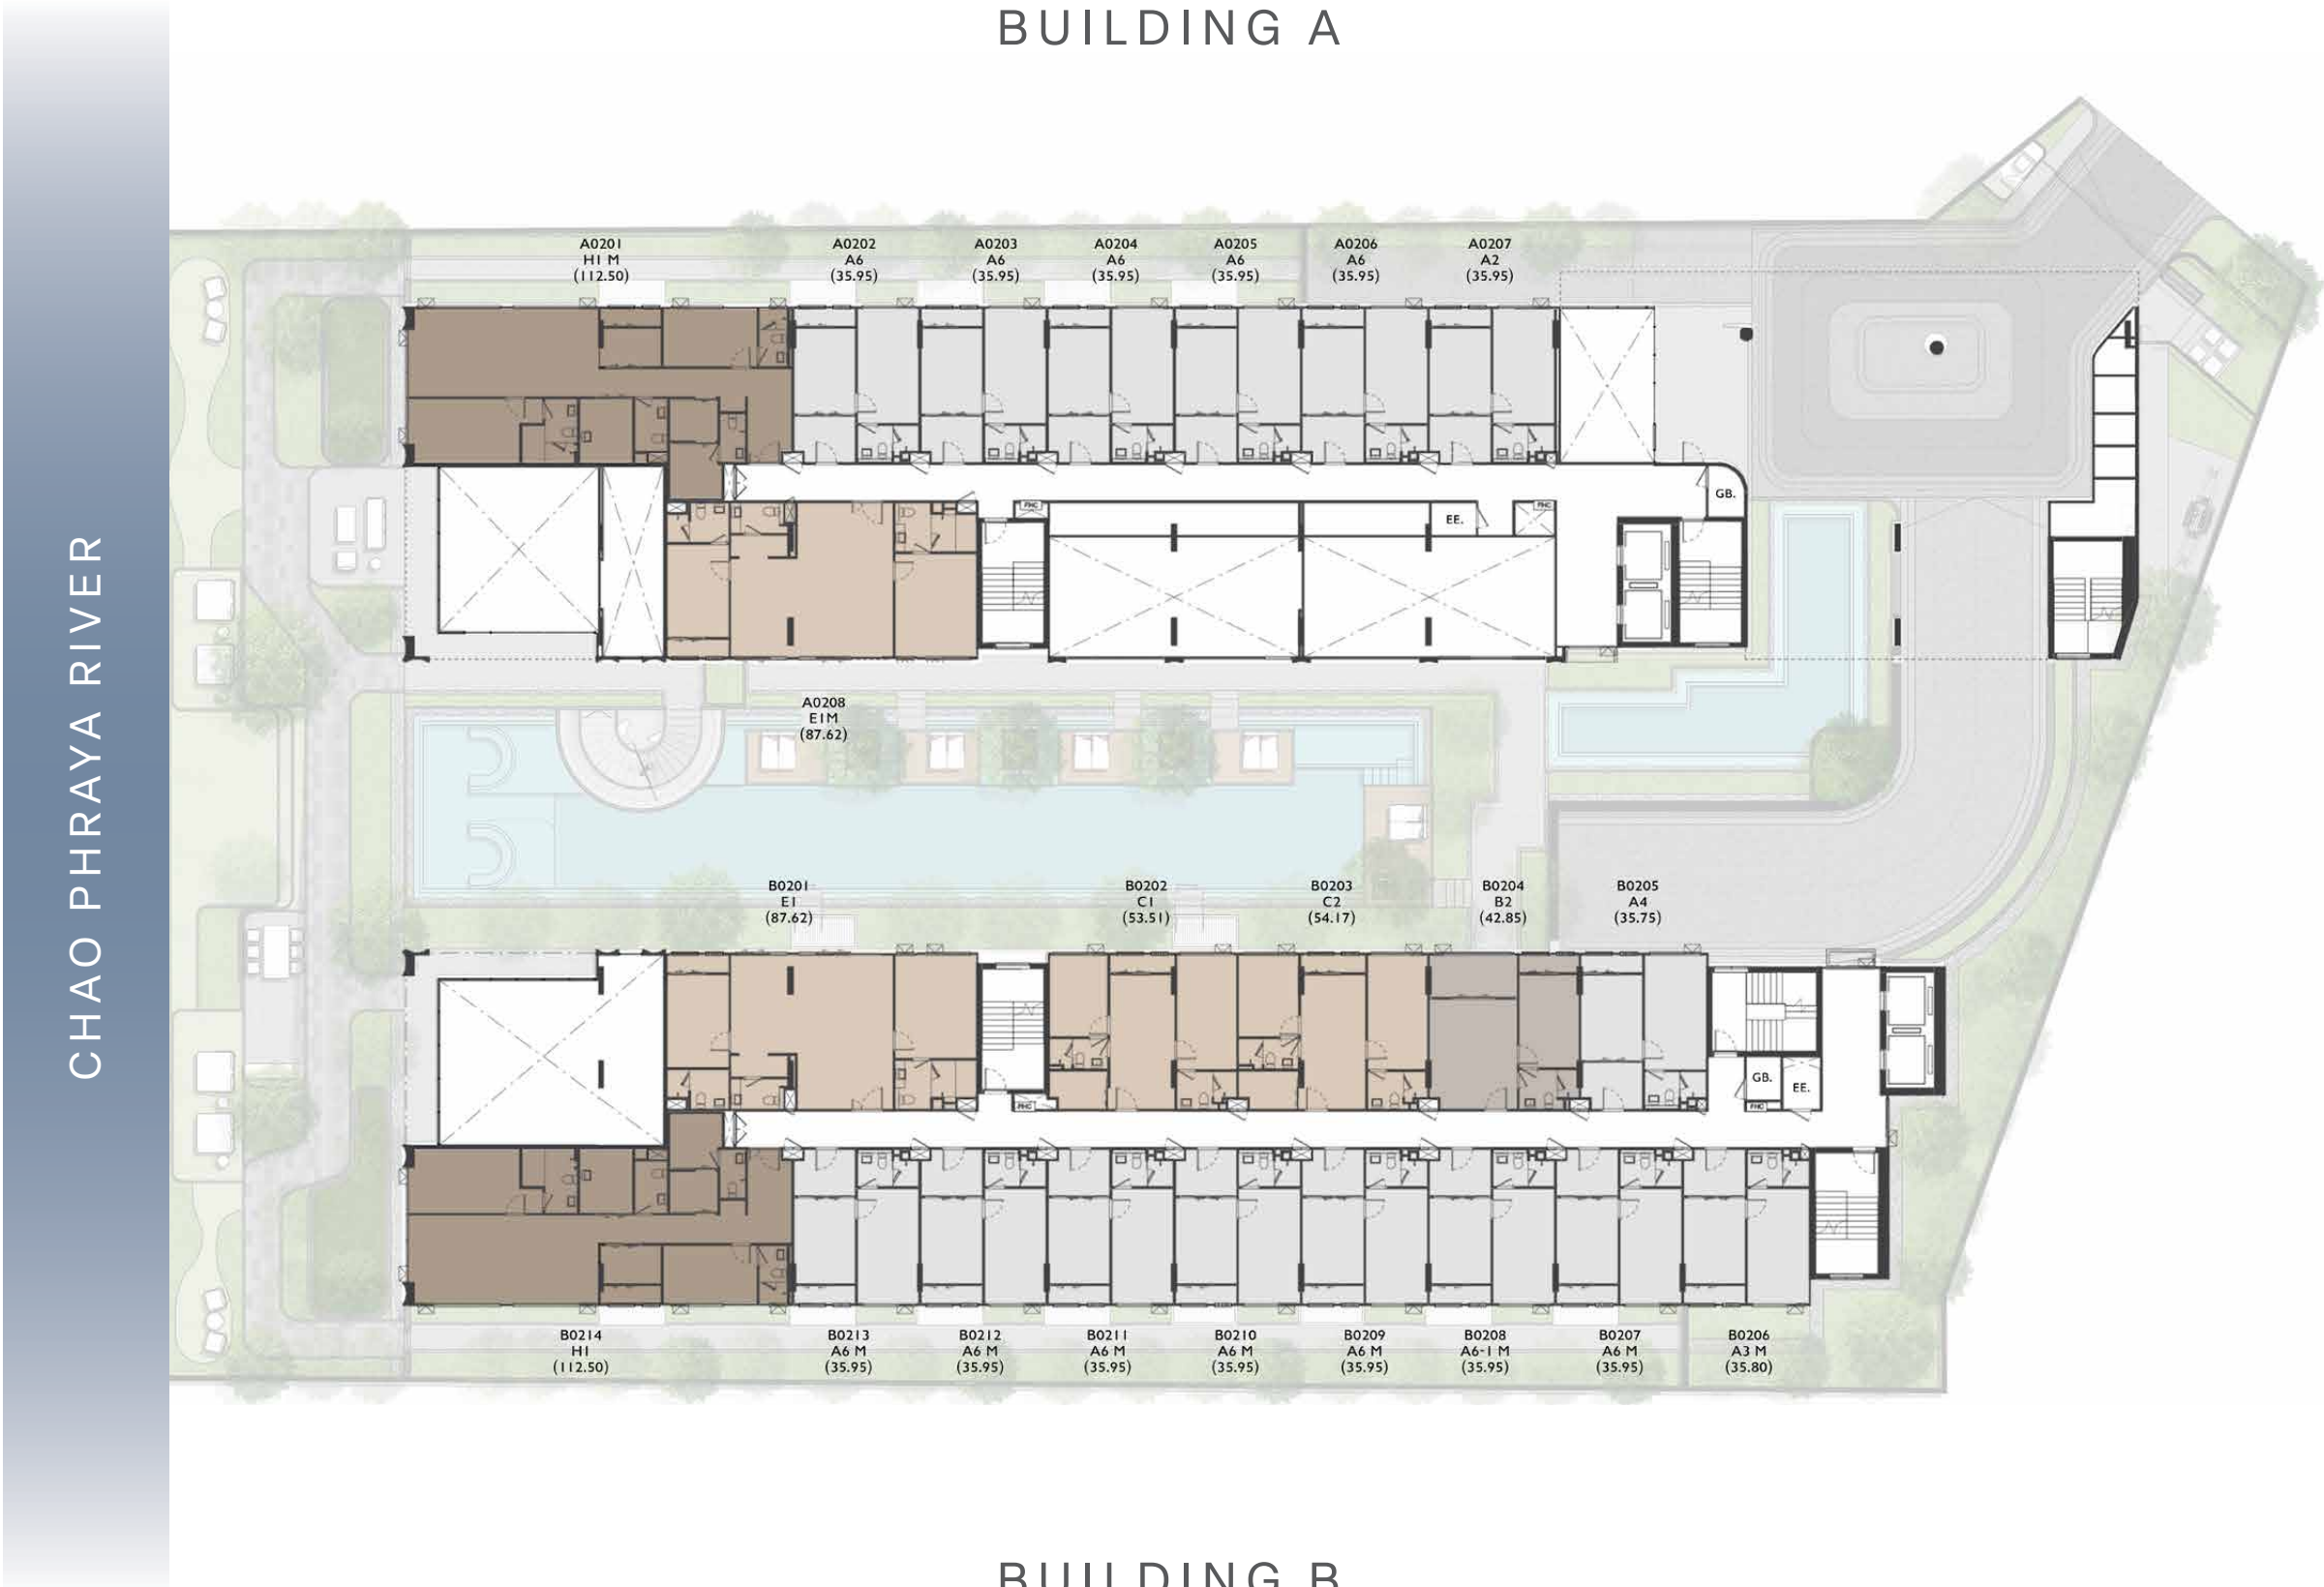 BUILDING A
CHAO PHRAYA RIVER
A0201
H1 M
(112.50)
A0202
A6
(35.95)
A0203
A6
(35.95)
A0204
A6
(35.95)
A0205
A6
(35.95)
A0206
A6
(35.95)
A0207
A2
(35.95)
GB.
FHC
EE.
FHC
A0208
E1M
(87.62)
B0201
E1
(87.62)
B0202
C1
(53.51)
B0203
C2
(54.17)
B0204
B2
(42.85)
B0205
A4
(35.75)
GB.
EE.
FHC
FHC
B0214
H1
(112.50)
B0213
A6 M
(35.95)
B0212
A6 M
(35.95)
B0211
A6 M
(35.95)
B0210
A6 M
(35.95)
B0209
A6 M
(35.95)
B0208
A6-1 M
(35.95)
B0207
A6 M
(35.95)
B0206
A3 M
(35.80)
BUILDING B